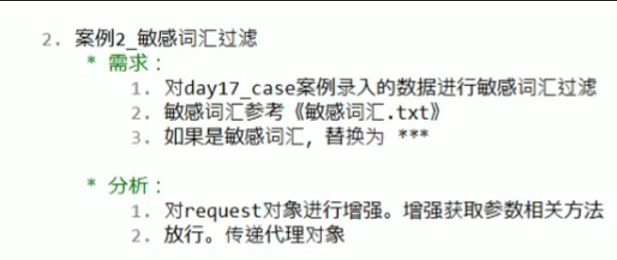 2. 案例2_敏感词汇过滤
* 需求：
1. 对day17_case案例录入的数据进行敏感词汇过滤
2. 敏感词汇参考《敏感词汇.txt》
3. 如果是敏感词汇，替换为 ***
* 分析：
1. 对request对象进行增强。增强获取参数相关方法
2. 放行。传递代理对象